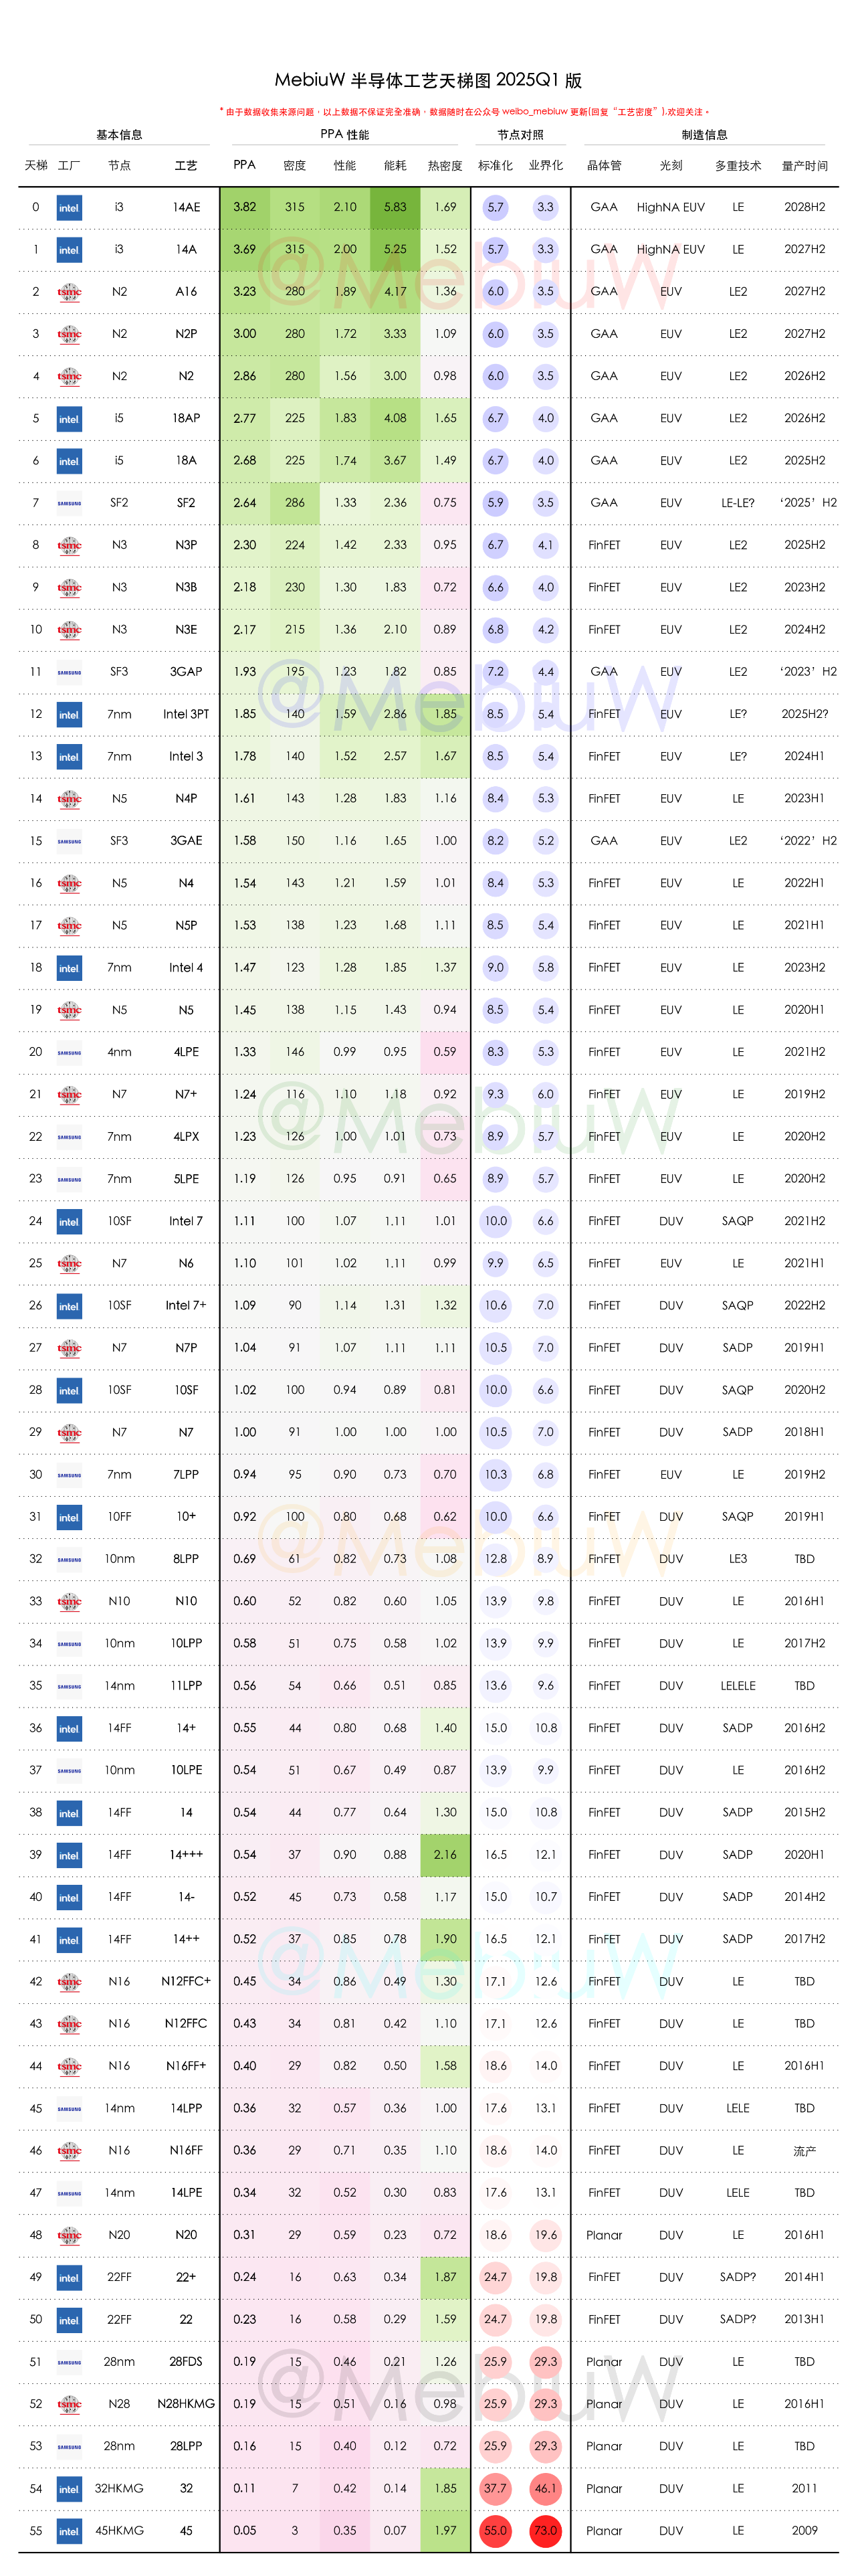 MebiuW 半导体工艺天梯图 2025Q1 版
* 由于数据收集来源问题，以上数据不保证完全准确，数据随时在公众号 weibo_mebiuw 更新(回复“工艺密度”).欢迎关注。
基本信息 PPA 性能 节点对照 制造信息
天梯 工厂 节点 工艺 PPA 密度 性能 能耗 热密度 标准化 业界化 晶体管 光刻 多重技术 量产时间
0 intel i3 14AE 3.82 315 2.10 5.83 1.69 5.7 3.3 GAA HighNA EUV LE 2028H2
1 intel i3 14A 3.69 315 2.00 5.25 1.52 5.7 3.3 GAA HighNA EUV LE 2027H2
@MebiuW
2 tsmc N2 A16 3.23 280 1.89 4.17 1.36 6.0 3.5 GAA EUV LE2 2027H2
3 tsmc N2 N2P 3.00 280 1.72 3.33 1.09 6.0 3.5 GAA EUV LE2 2027H2
4 tsmc N2 N2 2.86 280 1.56 3.00 0.98 6.0 3.5 GAA EUV LE2 2026H2
5 intel i5 18AP 2.77 225 1.83 4.08 1.65 6.7 4.0 GAA EUV LE2 2026H2
6 intel i5 18A 2.68 225 1.74 3.67 1.49 6.7 4.0 GAA EUV LE2 2025H2
7 SAMSUNG SF2 SF2 2.64 286 1.33 2.36 0.75 5.9 3.5 GAA EUV LE-LE? ‘2025’ H2
8 tsmc N3 N3P 2.30 224 1.42 2.33 0.95 6.7 4.1 FinFET EUV LE2 2025H2
9 tsmc N3 N3B 2.18 230 1.30 1.83 0.72 6.6 4.0 FinFET EUV LE2 2023H2
10 tsmc N3 N3E 2.17 215 1.36 2.10 0.89 6.8 4.2 FinFET EUV LE2 2024H2
11 SAMSUNG SF3 3GAP 1.93 195 1.23 1.82 0.85 7.2 4.4 GAA EUV LE2 ‘2023’ H2
@MebiuW
12 intel 7nm Intel 3PT 1.85 140 1.59 2.86 1.85 8.5 5.4 FinFET EUV LE? 2025H2?
13 intel 7nm Intel 3 1.78 140 1.52 2.57 1.67 8.5 5.4 FinFET EUV LE? 2024H1
14 tsmc N5 N4P 1.61 143 1.28 1.83 1.16 8.4 5.3 FinFET EUV LE 2023H1
15 SAMSUNG SF3 3GAE 1.58 150 1.16 1.65 1.00 8.2 5.2 GAA EUV LE2 ‘2022’ H2
16 tsmc N5 N4 1.54 143 1.21 1.59 1.01 8.4 5.3 FinFET EUV LE 2022H1
17 tsmc N5 N5P 1.53 138 1.23 1.68 1.11 8.5 5.4 FinFET EUV LE 2021H1
18 intel 7nm Intel 4 1.47 123 1.28 1.85 1.37 9.0 5.8 FinFET EUV LE 2023H2
19 tsmc N5 N5 1.45 138 1.15 1.43 0.94 8.5 5.4 FinFET EUV LE 2020H1
20 SAMSUNG 4nm 4LPE 1.33 146 0.99 0.95 0.59 8.3 5.3 FinFET EUV LE 2021H2
21 tsmc N7 N7+ 1.24 116 1.10 1.18 0.92 9.3 6.0 FinFET EUV LE 2019H2
@MebiuW
22 SAMSUNG 7nm 4LPX 1.23 126 1.00 1.01 0.73 8.9 5.7 FinFET EUV LE 2020H2
23 SAMSUNG 7nm 5LPE 1.19 126 0.95 0.91 0.65 8.9 5.7 FinFET EUV LE 2020H2
24 intel 10SF Intel 7 1.11 100 1.07 1.11 1.01 10.0 6.6 FinFET DUV SAQP 2021H2
25 tsmc N7 N6 1.10 101 1.02 1.11 0.99 9.9 6.5 FinFET EUV LE 2021H1
26 intel 10SF Intel 7+ 1.09 90 1.14 1.31 1.32 10.6 7.0 FinFET DUV SAQP 2022H2
27 tsmc N7 N7P 1.04 91 1.07 1.11 1.11 10.5 7.0 FinFET DUV SADP 2019H1
28 intel 10SF 10SF 1.02 100 0.94 0.89 0.81 10.0 6.6 FinFET DUV SAQP 2020H2
29 tsmc N7 N7 1.00 91 1.00 1.00 1.00 10.5 7.0 FinFET DUV SADP 2018H1
30 SAMSUNG 7nm 7LPP 0.94 95 0.90 0.73 0.70 10.3 6.8 FinFET EUV LE 2019H2
31 intel 10FF 10+ 0.92 100 0.80 0.68 0.62 10.0 6.6 FinFET DUV SAQP 2019H1
@MebiuW
32 SAMSUNG 10nm 8LPP 0.69 61 0.82 0.73 1.08 12.8 8.9 FinFET DUV LE3 TBD
33 tsmc N10 N10 0.60 52 0.82 0.60 1.05 13.9 9.8 FinFET DUV LE 2016H1
34 SAMSUNG 10nm 10LPP 0.58 51 0.75 0.58 1.02 13.9 9.9 FinFET DUV LE 2017H2
35 SAMSUNG 14nm 11LPP 0.56 54 0.66 0.51 0.85 13.6 9.6 FinFET DUV LELELE TBD
36 intel 14FF 14+ 0.55 44 0.80 0.68 1.40 15.0 10.8 FinFET DUV SADP 2016H2
37 SAMSUNG 10nm 10LPE 0.54 51 0.67 0.49 0.87 13.9 9.9 FinFET DUV LE 2016H2
38 intel 14FF 14 0.54 44 0.77 0.64 1.30 15.0 10.8 FinFET DUV SADP 2015H2
39 intel 14FF 14+++ 0.54 37 0.90 0.88 2.16 16.5 12.1 FinFET DUV SADP 2020H1
40 intel 14FF 14- 0.52 45 0.73 0.58 1.17 15.0 10.7 FinFET DUV SADP 2014H2
41 intel 14FF 14++ 0.52 37 0.85 0.78 1.90 16.5 12.1 FinFET DUV SADP 2017H2
@MebiuW
42 tsmc N16 N12FFC+ 0.45 34 0.86 0.49 1.30 17.1 12.6 FinFET DUV LE TBD
43 tsmc N16 N12FFC 0.43 34 0.81 0.42 1.10 17.1 12.6 FinFET DUV LE TBD
44 tsmc N16 N16FF+ 0.40 29 0.82 0.50 1.58 18.6 14.0 FinFET DUV LE 2016H1
45 SAMSUNG 14nm 14LPP 0.36 32 0.57 0.36 1.00 17.6 13.1 FinFET DUV LELE TBD
46 tsmc N16 N16FF 0.36 29 0.71 0.35 1.10 18.6 14.0 FinFET DUV LE 流产
47 SAMSUNG 14nm 14LPE 0.34 32 0.52 0.30 0.83 17.6 13.1 FinFET DUV LELE TBD
48 tsmc N20 N20 0.31 29 0.59 0.23 0.72 18.6 19.6 Planar DUV LE 2016H1
49 intel 22FF 22+ 0.24 16 0.63 0.34 1.87 24.7 19.8 FinFET DUV SADP? 2014H1
50 intel 22FF 22 0.23 16 0.58 0.29 1.59 24.7 19.8 FinFET DUV SADP? 2013H1
51 SAMSUNG 28nm 28FDS 0.19 15 0.46 0.21 1.26 25.9 29.3 Planar DUV LE TBD
@MebiuW
52 tsmc N28 N28HKMG 0.19 15 0.51 0.16 0.98 25.9 29.3 Planar DUV LE 2016H1
53 SAMSUNG 28nm 28LPP 0.16 15 0.40 0.12 0.72 25.9 29.3 Planar DUV LE TBD
54 intel 32HKMG 32 0.11 7 0.42 0.14 1.85 37.7 46.1 Planar DUV LE 2011
55 intel 45HKMG 45 0.05 3 0.35 0.07 1.97 55.0 73.0 Planar DUV LE 2009